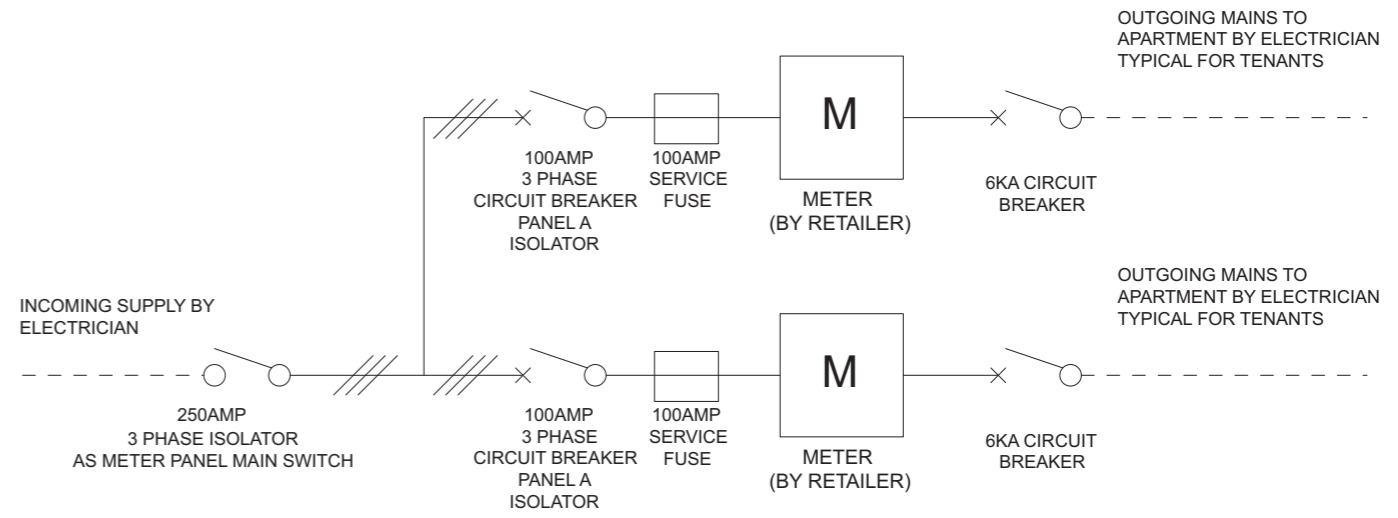 OUTGOING MAINS TO
APARTMENT BY ELECTRICIAN
TYPICAL FOR TENANTS
M
100AMP
3 PHASE
CIRCUIT BREAKER
PANEL A
ISOLATOR
100AMP
SERVICE
FUSE
METER
(BY RETAILER)
6KA CIRCUIT
BREAKER
OUTGOING MAINS TO
APARTMENT BY ELECTRICIAN
TYPICAL FOR TENANTS
INCOMING SUPPLY BY
ELECTRICIAN
M
250AMP
3 PHASE ISOLATOR
AS METER PANEL MAIN SWITCH
100AMP
3 PHASE
CIRCUIT BREAKER
PANEL A
ISOLATOR
100AMP
SERVICE
FUSE
METER
(BY RETAILER)
6KA CIRCUIT
BREAKER